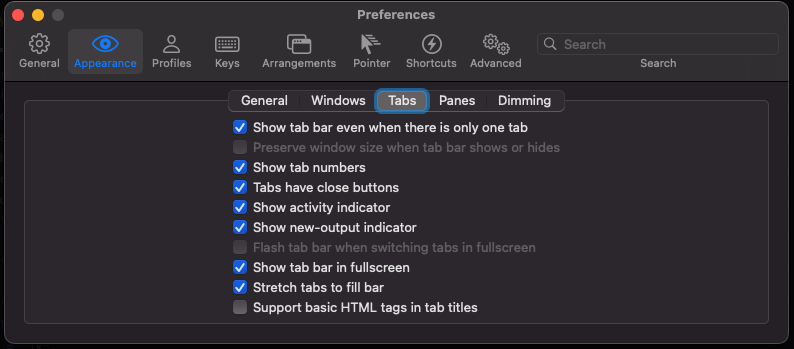 Preferences
General Appearance Profiles Keys Arrangements Pointer Shortcuts Advanced Search
Search
General Windows Tabs Panes Dimming
Show tab bar even when there is only one tab
Preserve window size when tab bar shows or hides
Show tab numbers
Tabs have close buttons
Show activity indicator
Show new-output indicator
Flash tab bar when switching tabs in fullscreen
Show tab bar in fullscreen
Stretch tabs to fill bar
Support basic HTML tags in tab titles